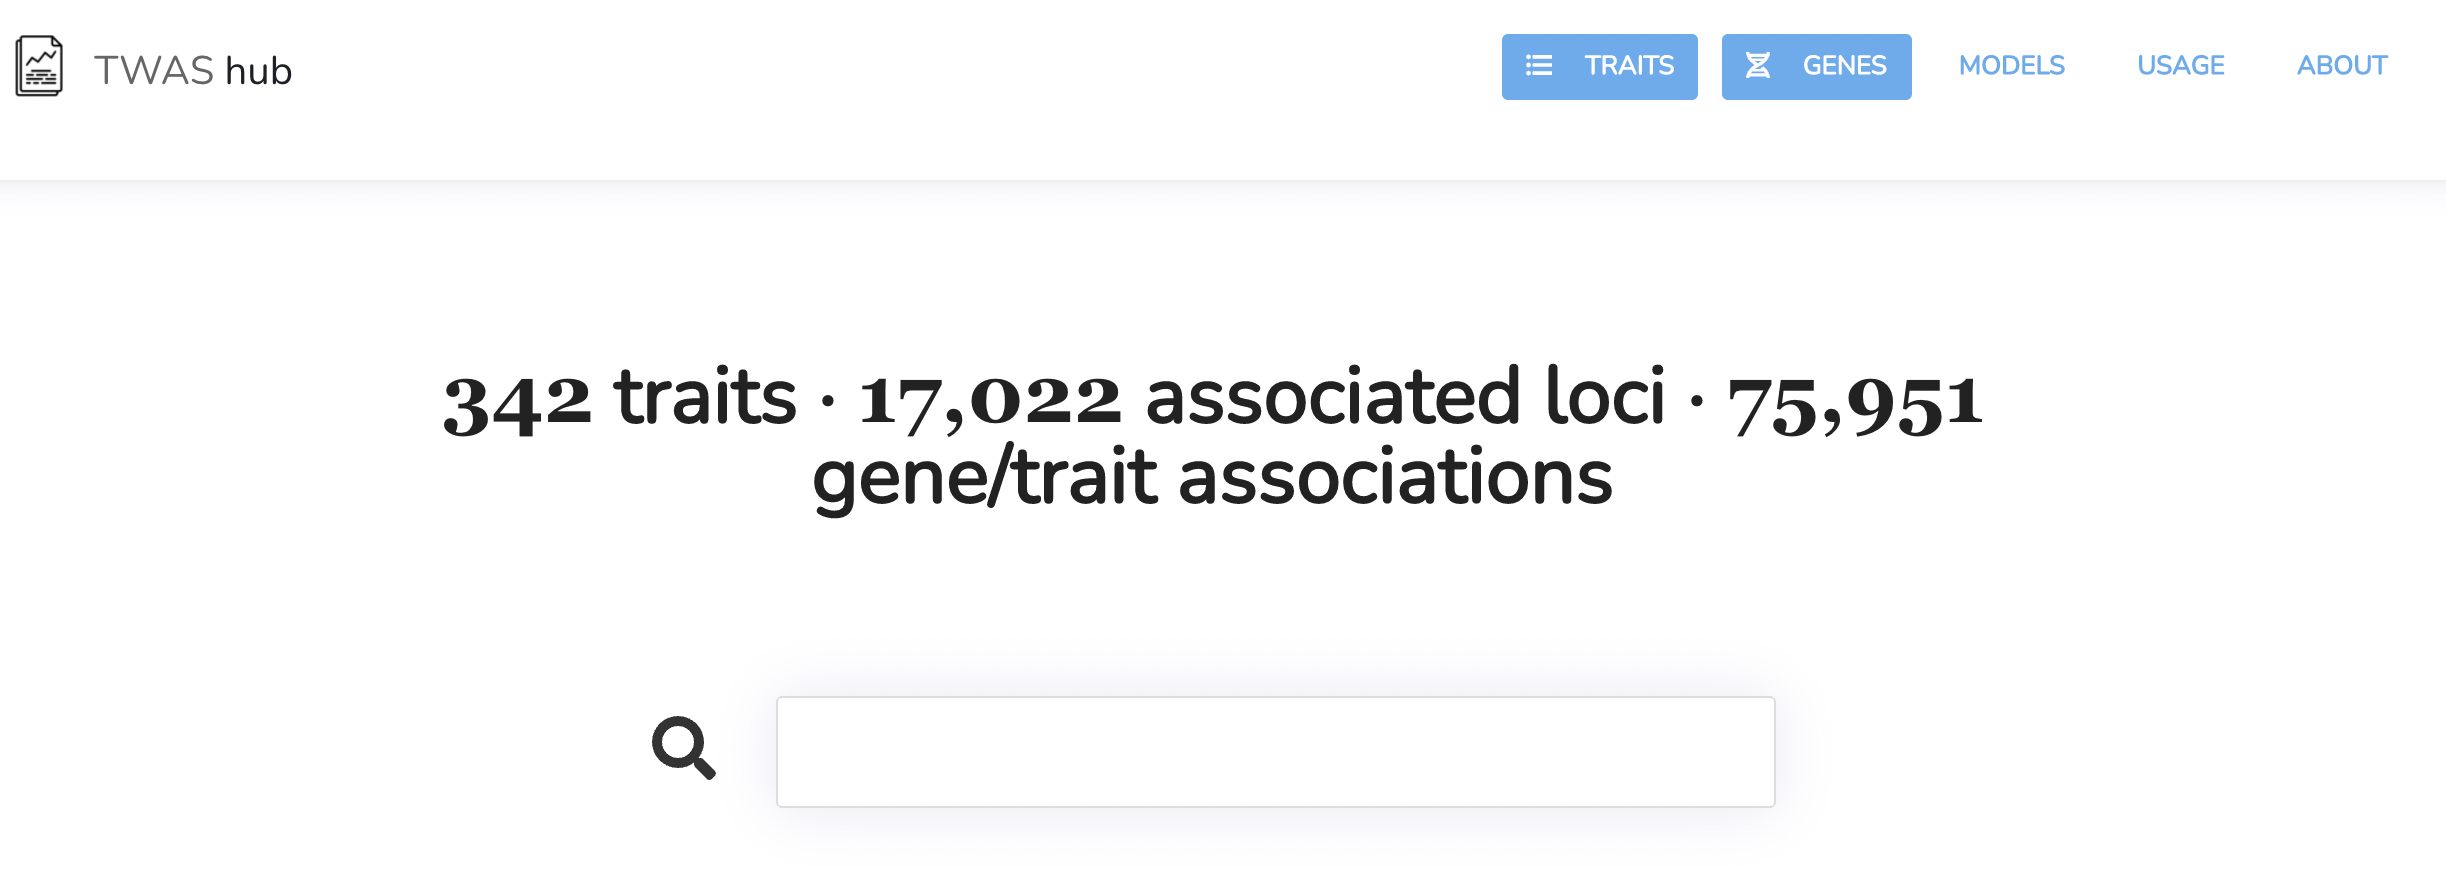 TWAS hub
TRAITS
GENES
MODELS
USAGE
ABOUT
342 traits · 17,022 associated loci · 75,951
gene/trait associations